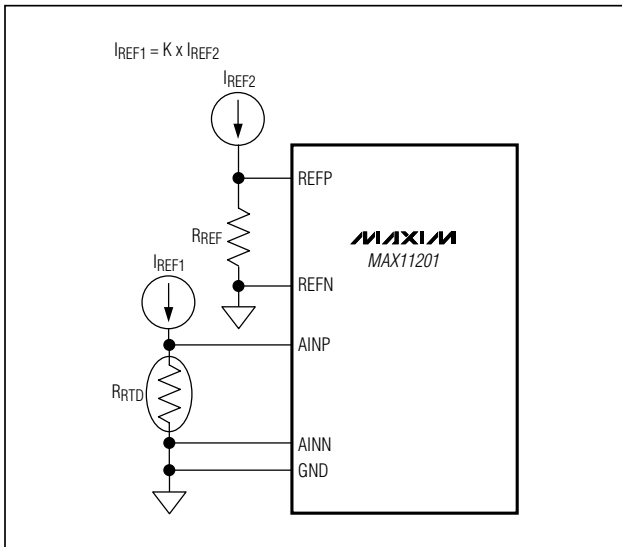 IREF1 = K x IREF2
IREF2
REFP
RREF
MAXIM
MAX11201
REFN
IREF1
AINP
RRTD
AINN
GND